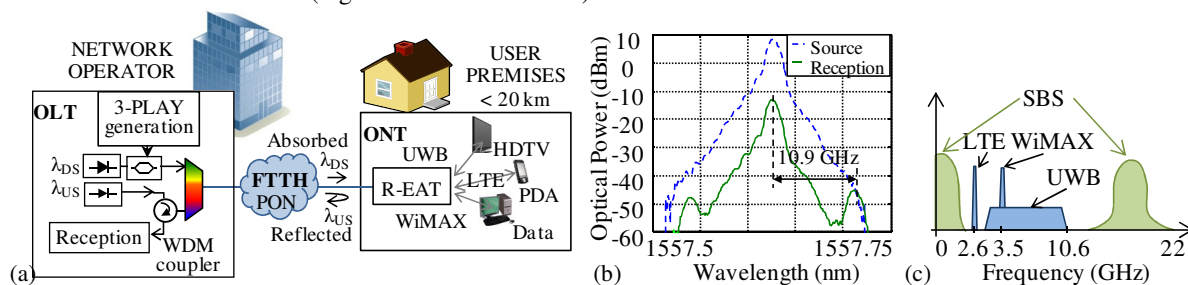 NETWORK
OPERATOR
USER
PREMISES
< 20 km
OLT
3-PLAY
generation
λDS
λUS
Reception
WDM
coupler
Absorbed
λDS
FTTH
PON
λUS
Reflected
ONT
R-EAT
UWB
LTE
WiMAX
HDTV
PDA
Data
(a)
Optical Power (dBm)
10
0
-10
-20
-30
-40
-50
-60
Source
Reception
10.9 GHz
1557.5
1557.75
Wavelength (nm)
(b)
SBS
LTE WiMAX
UWB
0 2.6 3.5 10.6 22
Frequency (GHz)
(c)